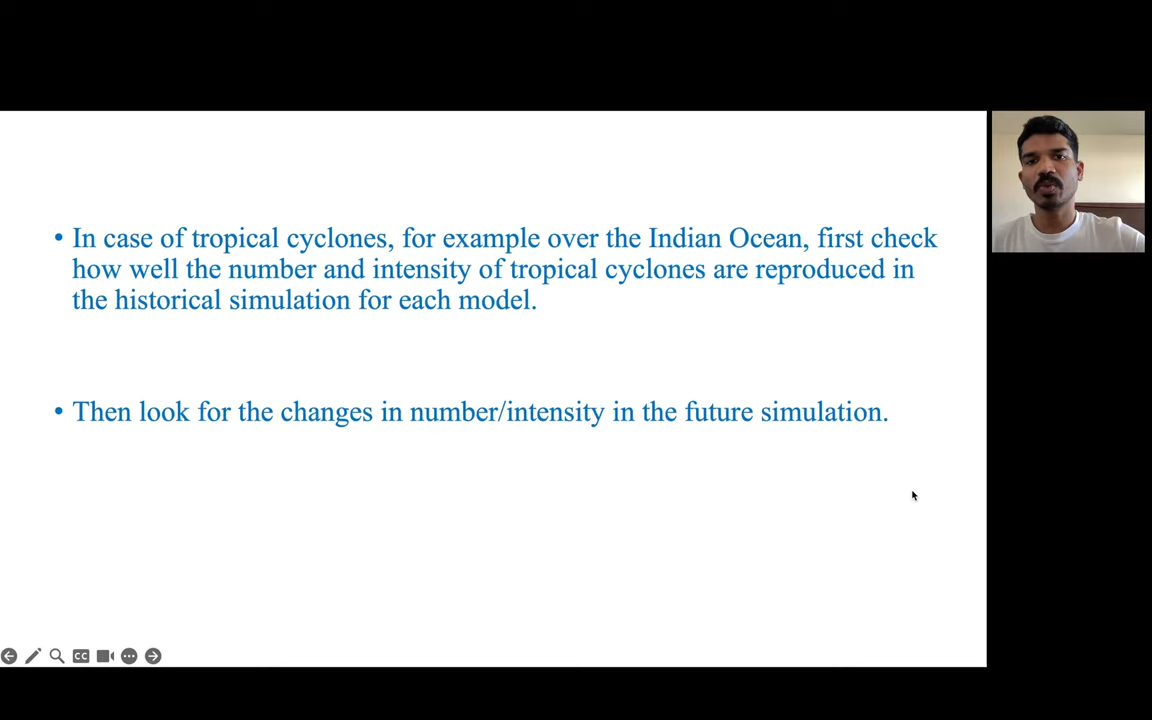 • In case of tropical cyclones, for example over the Indian Ocean, first check
how well the number and intensity of tropical cyclones are reproduced in
the historical simulation for each model.
• Then look for the changes in number/intensity in the future simulation.
CC